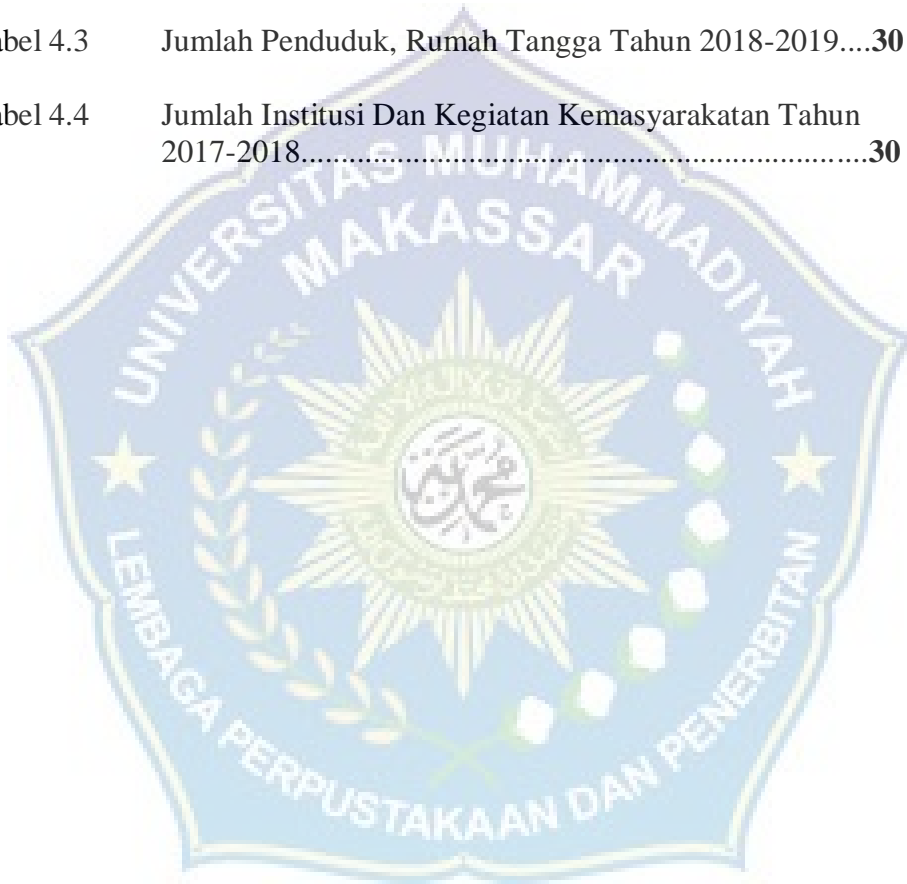 abel 4.3 Jumlah Penduduk, Rumah Tangga Tahun 2018-2019....30
abel 4.4 Jumlah Institusi Dan Kegiatan Kemasyarakatan Tahun
2017-2018....................................................................30
UNIVERSITAS MUHAMMADIYAH
MAKASSAR
LEMBAGA PERPUSTAKAAN DAN PENERBITAN